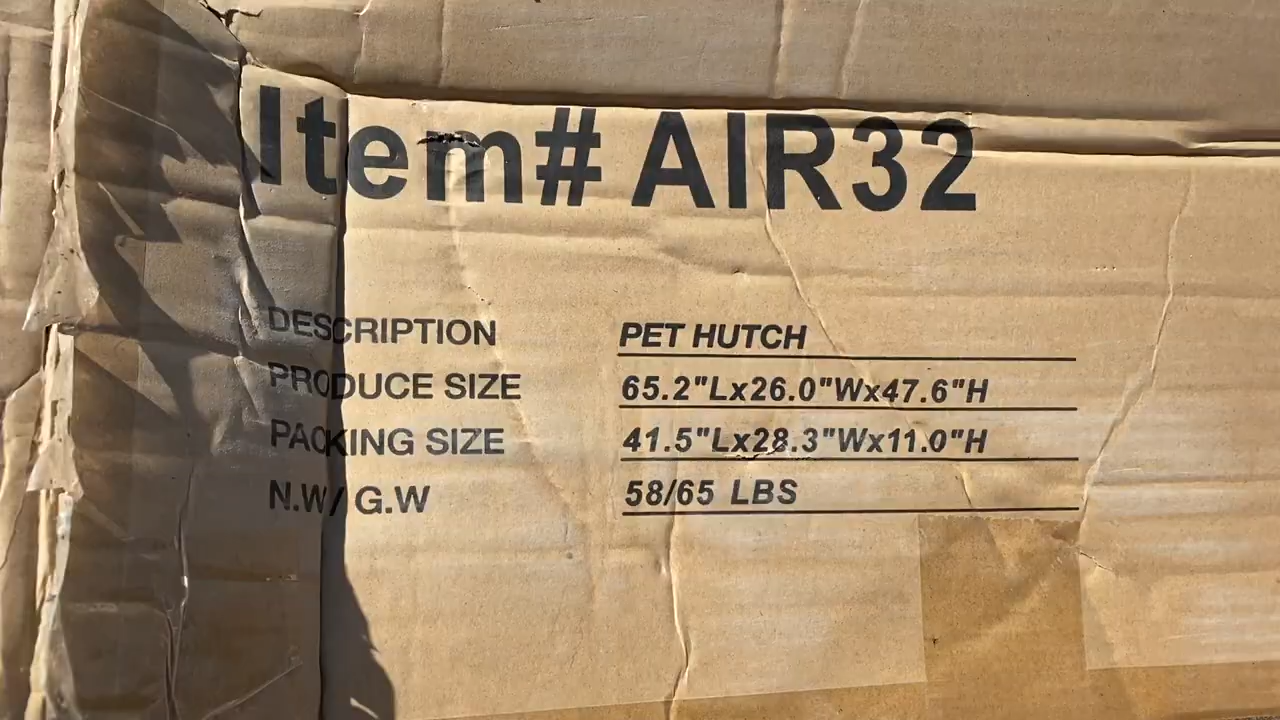 Item# AIR32
DESCRIPTION PET HUTCH
PRODUCE SIZE 65.2"Lx26.0"Wx47.6"H
PACKING SIZE 41.5"Lx28.3"Wx11.0"H
N.W/ G.W 58/65 LBS